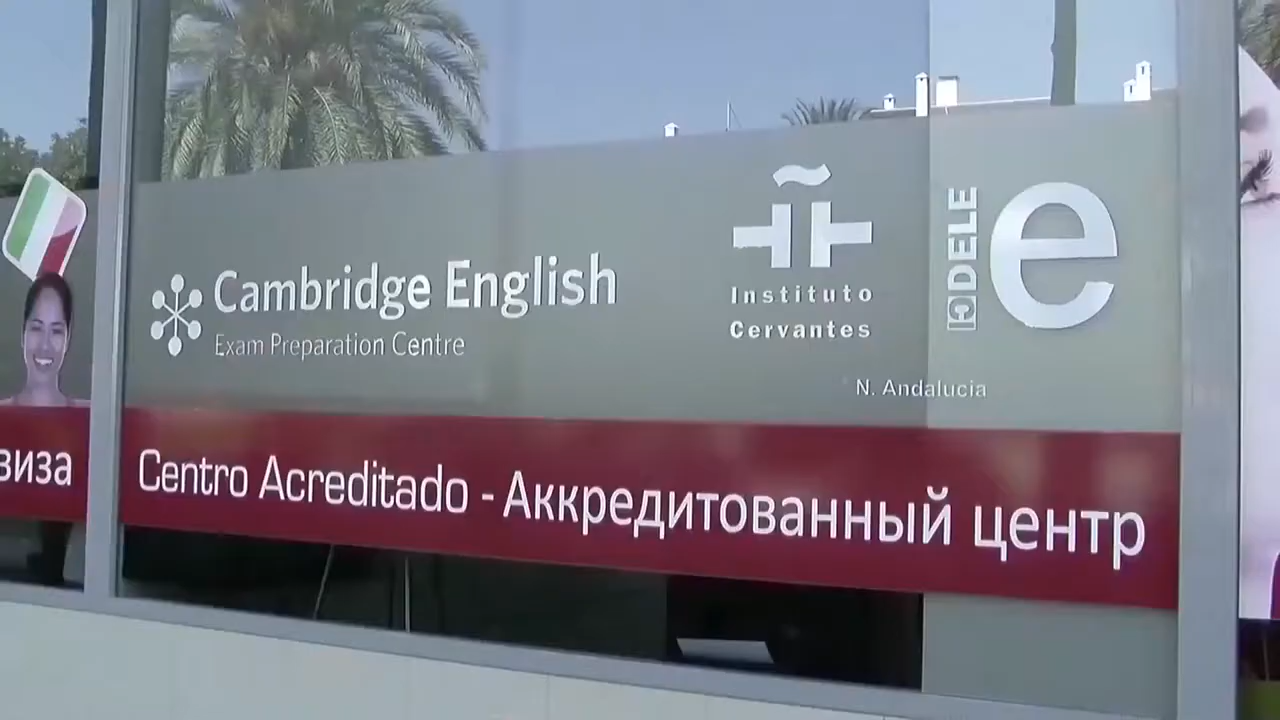 Cambridge English
Exam Preparation Centre
Instituto
Cervantes
DELE
e
N. Andalucia
виза
Centro Acreditado - Аккредитованный центр